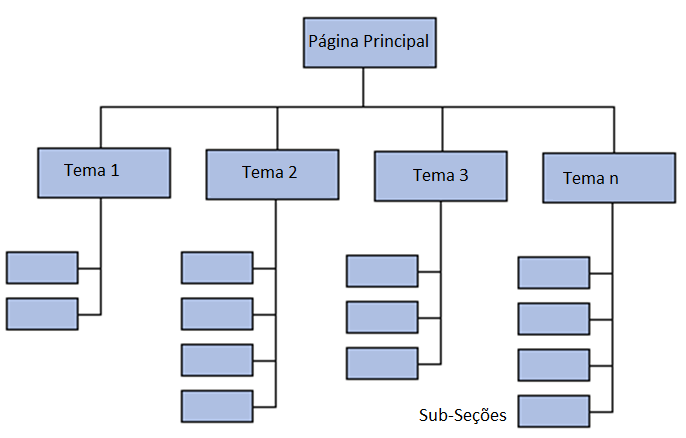 Página Principal
Tema 1
Tema 2
Tema 3
Tema n
Sub-Seções